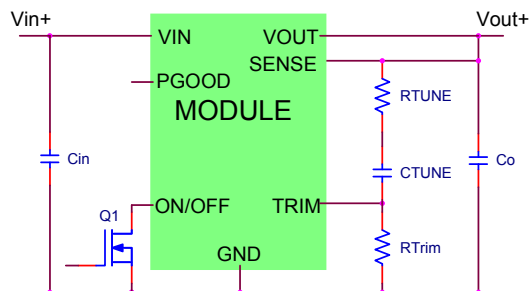 Vin+
Vout+
VIN
VOUT
SENSE
PGOOD
RTUNE
MODULE
Cin
CTUNE
Co
Q1
ON/OFF
TRIM
GND
RTrim